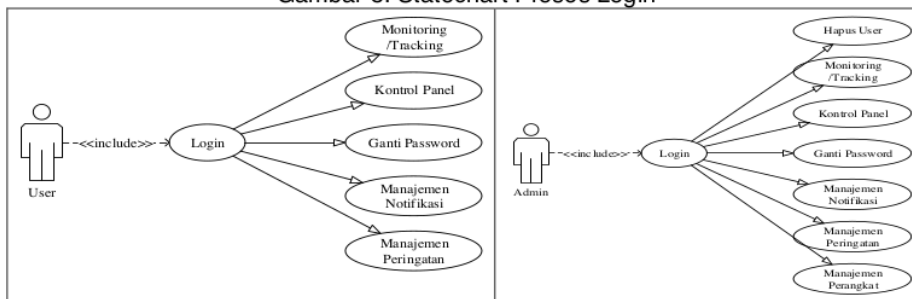 Gambar Statechart Proses Login
Monitoring
/Tracking
Kontrol Panel
<<include>>
Login
Ganti Password
User
Manajemen
Notifikasi
Manajemen
Peringatan
Hapus User
Monitoring
/Tracking
Kontrol Panel
<<include>>
Login
Ganti Password
Admin
Manajemen
Notifikasi
Manajemen
Peringatan
Manajemen
Perangkat